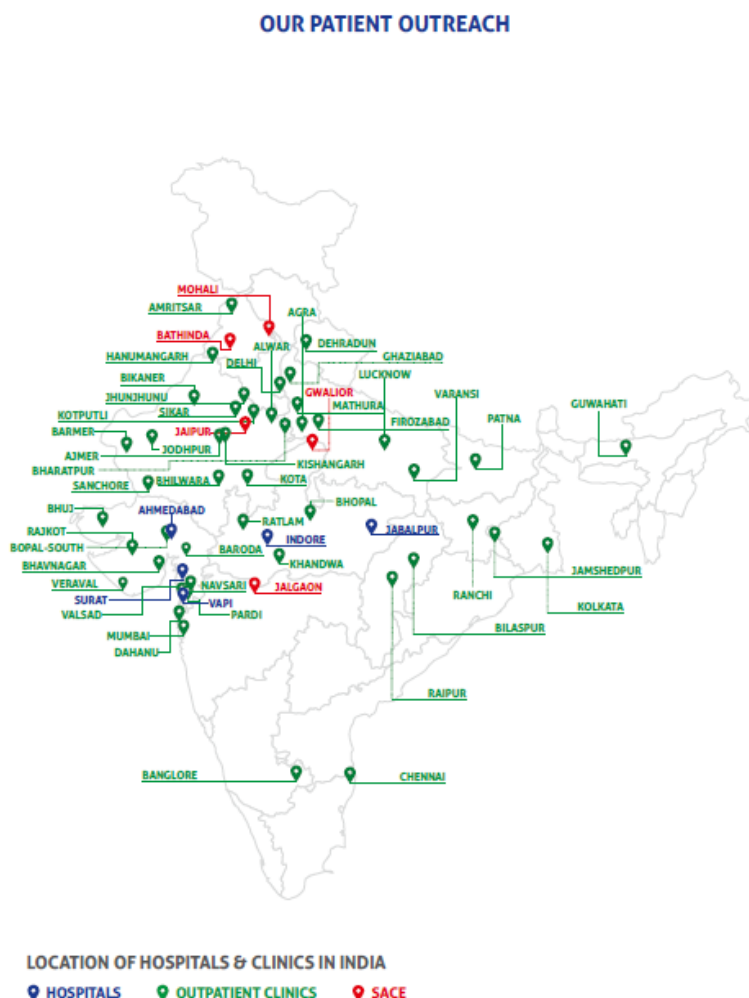 OUR PATIENT OUTREACH
MOHALI
AMRITSAR
AGRA
BATHINDA
ALWAR
DEHRADUN
HANUMANGARH
DELHI
GHAZIABAD
LUCKNOW
BIKANER
GWALIOR
VARANSI
JHUNJHUNU
MATHURA
GUWAHATI
KOTPUTLI
SIKAR
FIROZABAD
PATNA
BARMER
JAIPUR
AJMER
JODHPUR
KISHANGARH
BHARATPUR
SANCHORE
BHILWARA
KOTA
BHUJ
AHMEDABAD
BHOPAL
RAJKOT
RATLAM
JABALPUR
BOPAL-SOUTH
BARODA
INDORE
BHAVNAGAR
KHANDWA
JAMSHEDPUR
VERAVAL
NAVSARI
JALGAON
RANCHI
SURAT
VAPI
KOLKATA
VALSAD
PARDI
MUMBAI
BILASPUR
DAHANU
RAIPUR
BANGLORE
CHENNAI
LOCATION OF HOSPITALS & CLINICS IN INDIA
HOSPITALS OUTPATIENT CLINICS SACE